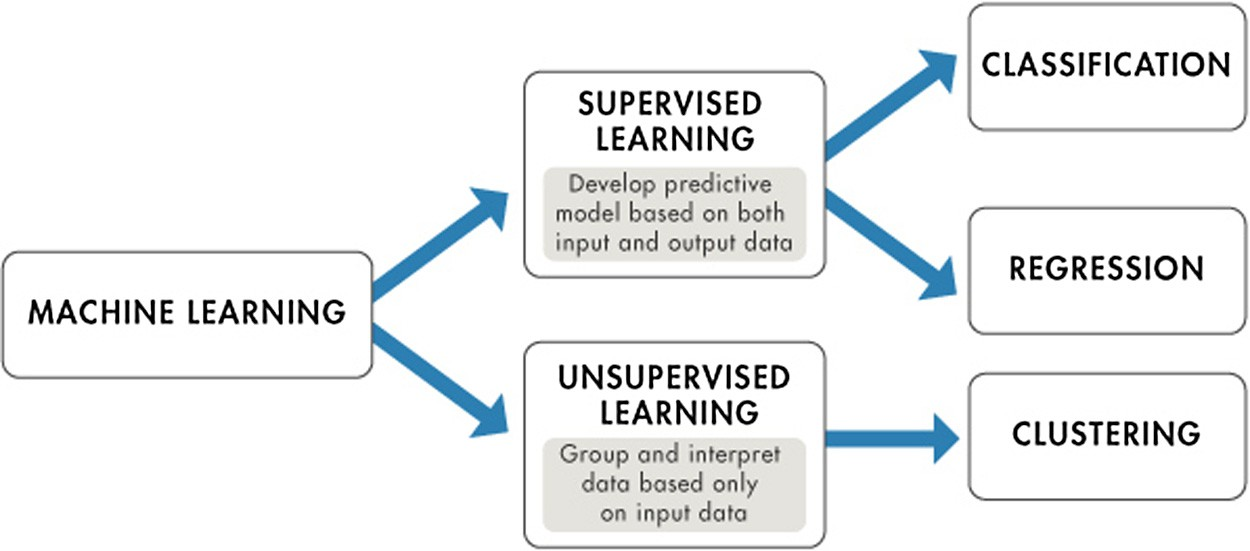 MACHINE LEARNING
SUPERVISED
LEARNING
Develop predictive
model based on both
input and output data
UNSUPERVISED
LEARNING
Group and interpret
data based only
on input data
CLASSIFICATION
REGRESSION
CLUSTERING